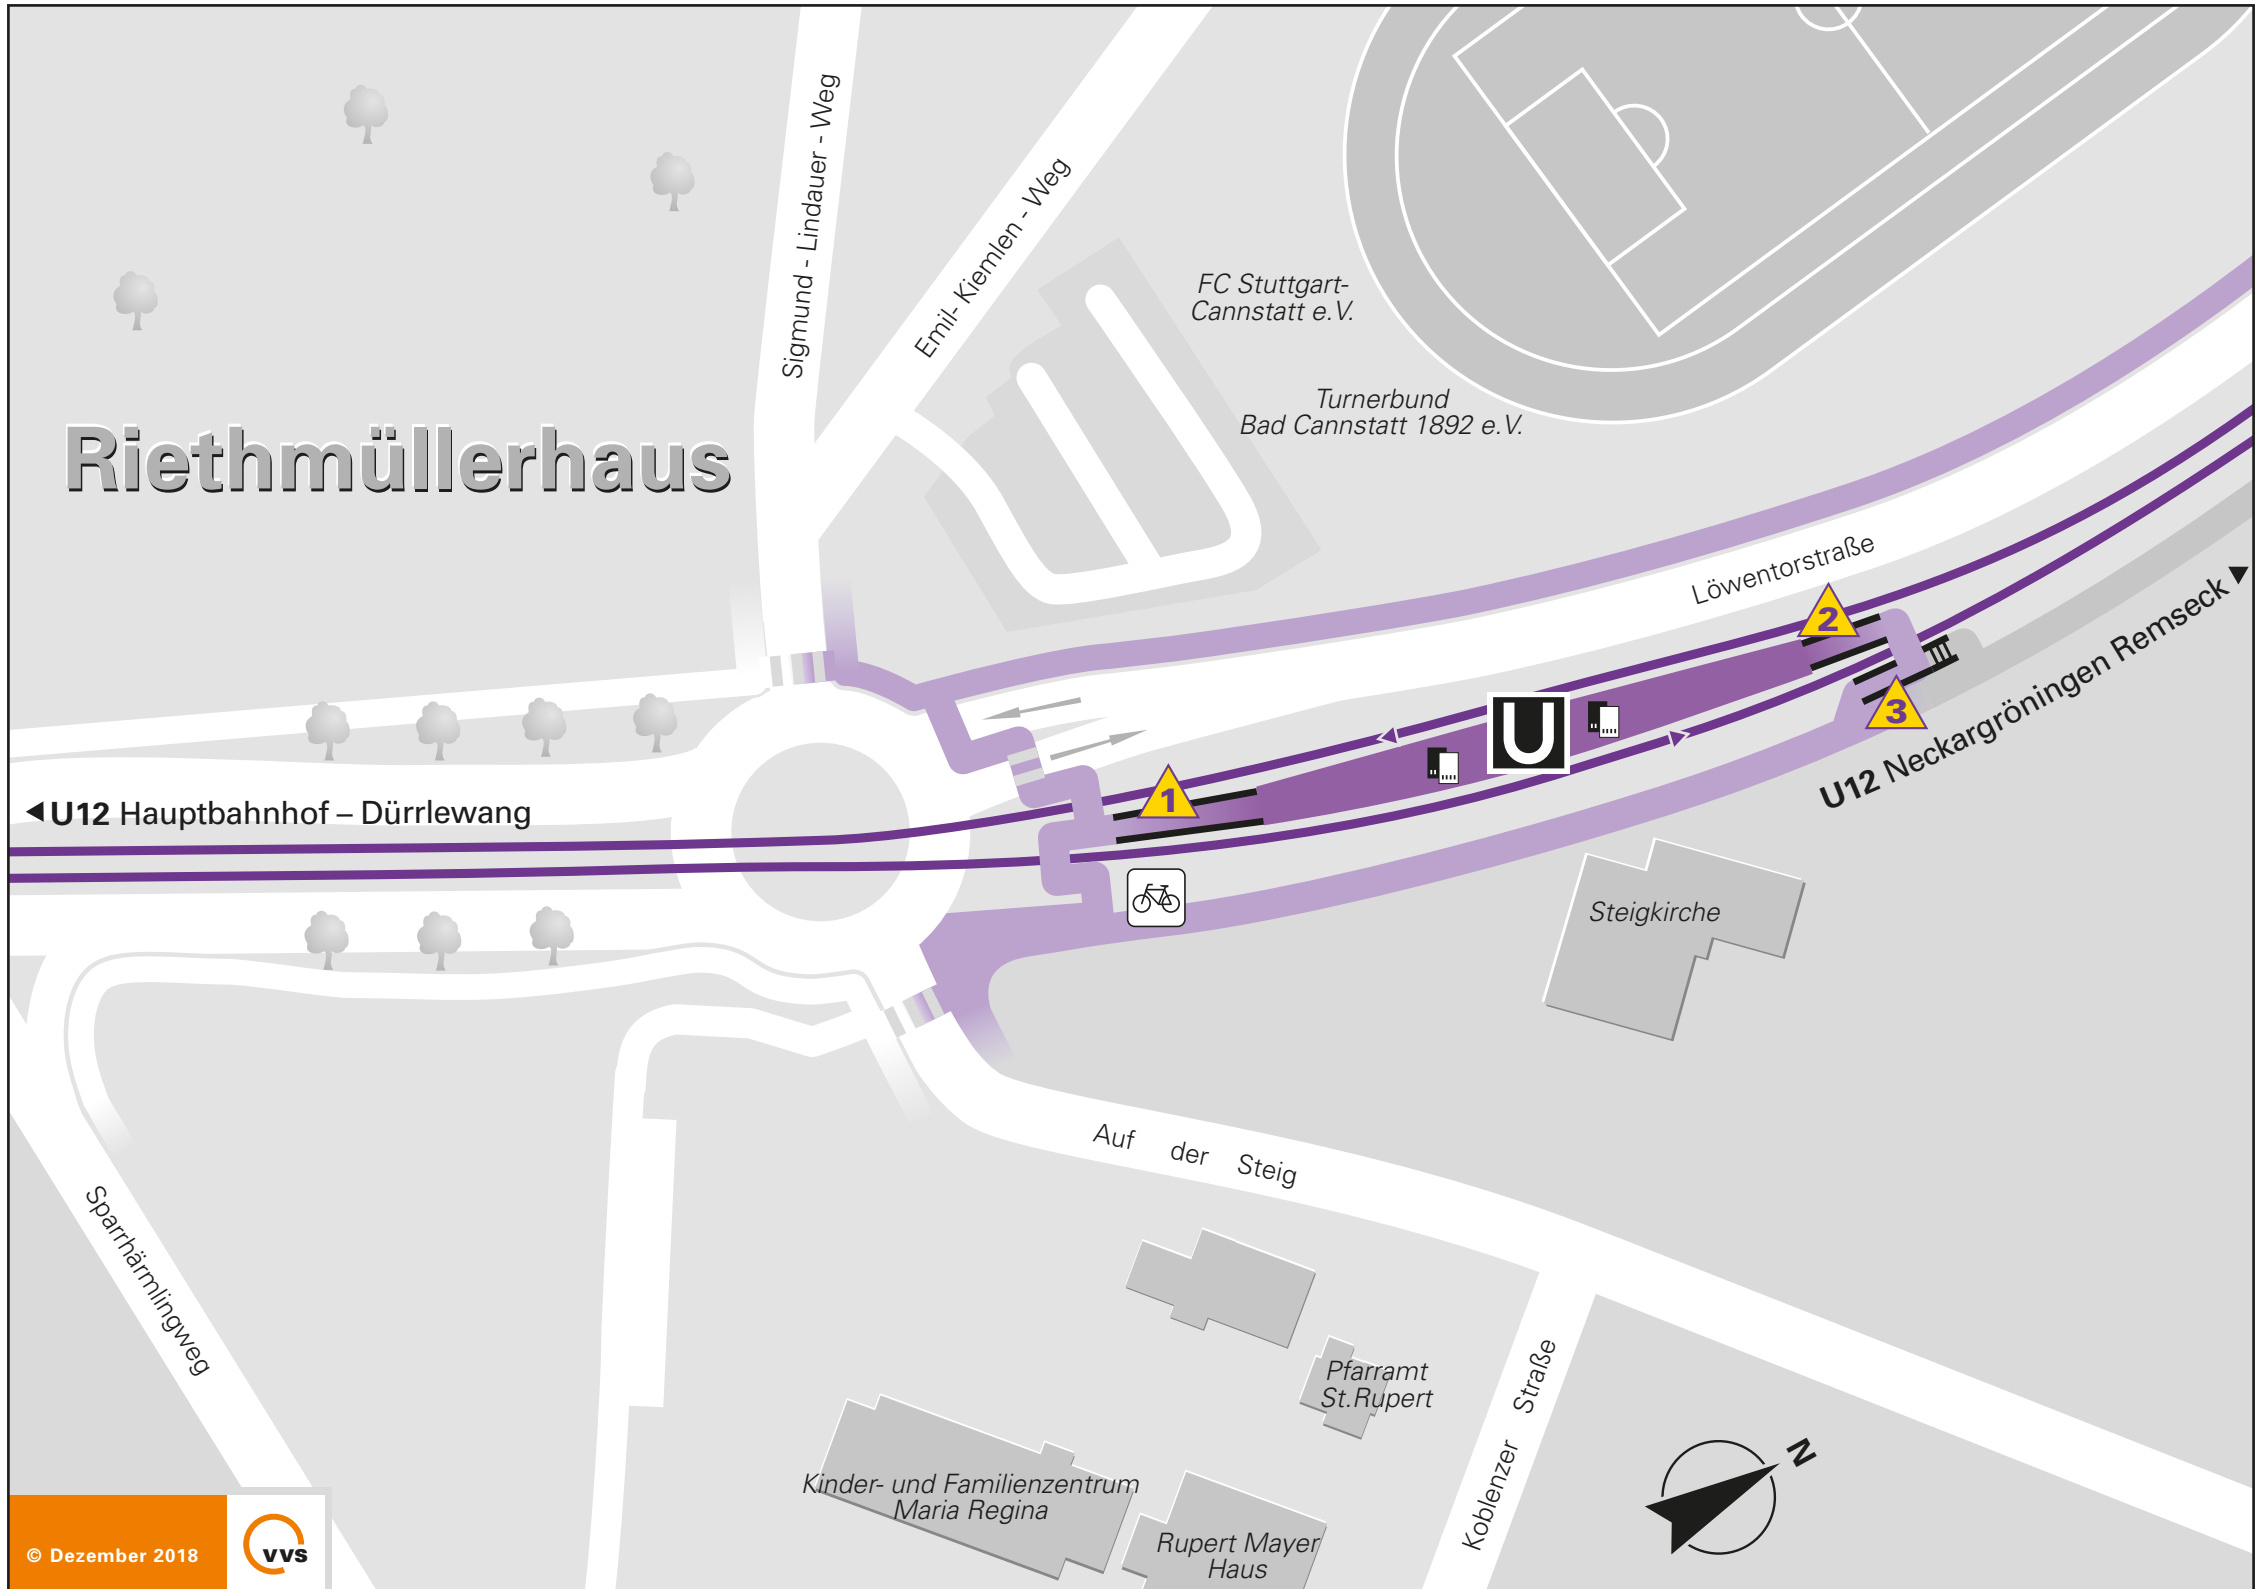 Sigmund - Lindauer - Weg
Emil- Kiemlen - Weg
FC Stuttgart-
Cannstatt e.V.
Turnerbund
Bad Cannstatt 1892 e.V.
Riethmüllerhaus
Löwentorstraße
2
3
1
U
U12 Neckargröningen Remseck
U12 Hauptbahnhof – Dürrlewang
Steigkirche
Auf der Steig
Sparrhärmlingweg
Pfarramt
St.Rupert
Koblenzer Straße
Kinder- und Familienzentrum
Maria Regina
Rupert Mayer
Haus
N
© Dezember 2018
vvs